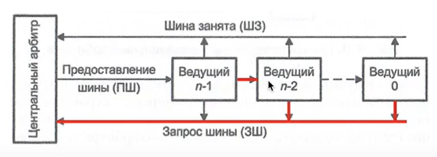 Центральный арбитр
Шина занята (ШЗ)
Предоставление
шины (ПШ)
Ведущий
n-1
Ведущий
n-2
Ведущий
0
Запрос шины (ЗШ)